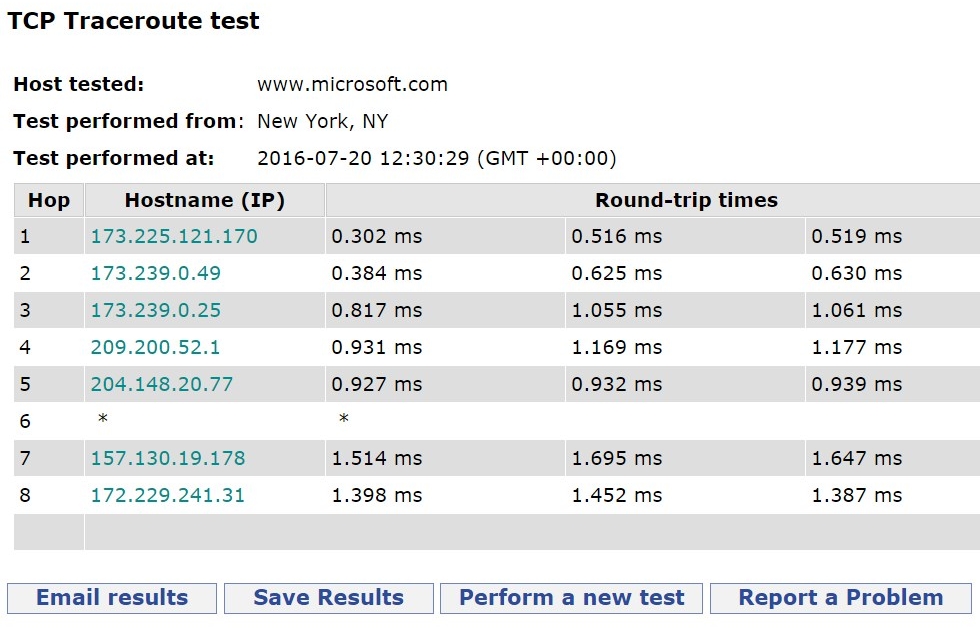 TCP Traceroute test
Host tested: www.microsoft.com
Test performed from: New York, NY
Test performed at: 2016-07-20 12:30:29 (GMT +00:00)
Hop Hostname (IP) Round-trip times
1 173.225.121.170 0.302 ms 0.516 ms 0.519 ms
2 173.239.0.49 0.384 ms 0.625 ms 0.630 ms
3 173.239.0.25 0.817 ms 1.055 ms 1.061 ms
4 209.200.52.1 0.931 ms 1.169 ms 1.177 ms
5 204.148.20.77 0.927 ms 0.932 ms 0.939 ms
6 * *
7 157.130.19.178 1.514 ms 1.695 ms 1.647 ms
8 172.229.241.31 1.398 ms 1.452 ms 1.387 ms
Email results Save Results Perform a new test Report a Problem